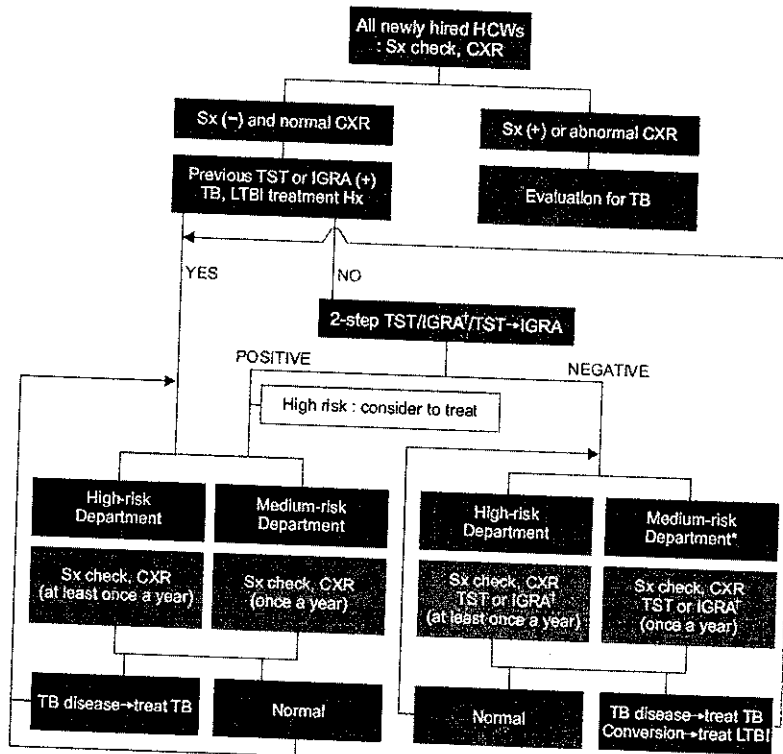 All newly hired HCWs
: Sx check, CXR
Sx (−) and normal CXR
Sx (+) or abnormal CXR
Previous TST or IGRA (+)
TB, LTBI treatment Hx
Evaluation for TB
YES
NO
2-step TST/IGRA†/TST→IGRA
POSITIVE
NEGATIVE
High risk : consider to treat
High-risk
Department
Medium-risk
Department
High-risk
Department
Medium-risk
Department*
Sx check, CXR
(at least once a year)
Sx check, CXR
(once a year)
Sx check, CXR
TST or IGRA†
(at least once a year)
Sx check, CXR
TST or IGRA†
(once a year)
TB disease→treat TB
Normal
Normal
TB disease→treat TB
Conversion→treat LTBI